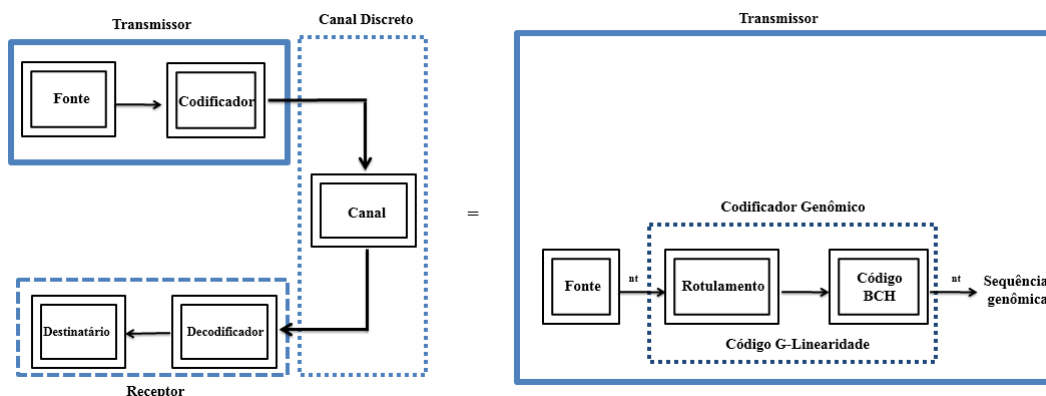 Transmissor
Canal Discreto
Fonte
Codificador
Canal
Destinatário
Decodificador
Receptor
=
Transmissor
Codificador Genômico
Fonte
nt
Rotulamento
Código
BCH
nt
Sequência
genômica
Código G-Linearidade